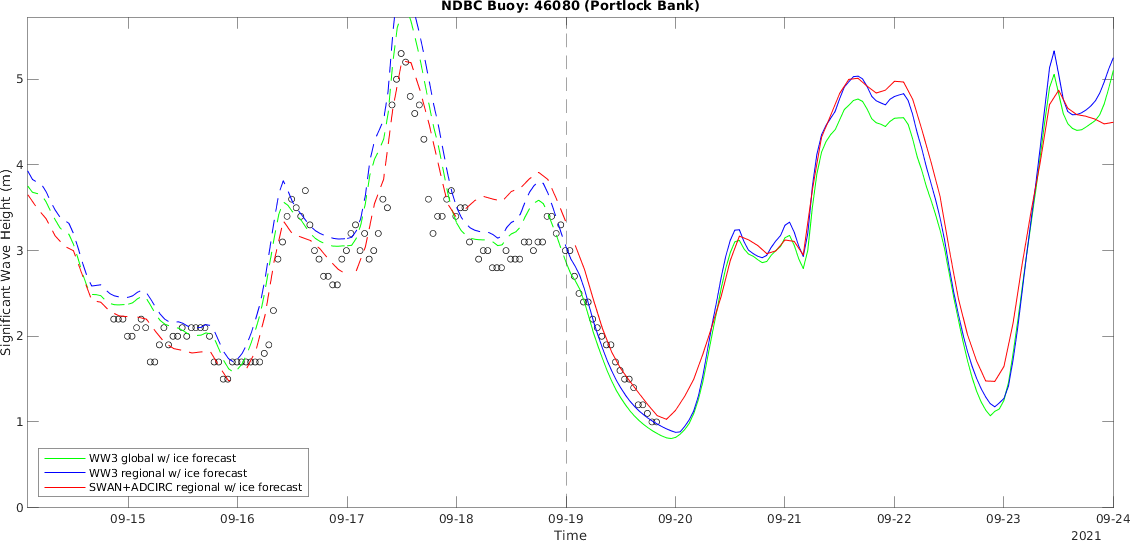 NDBC Buoy: 46080 (Portlock Bank)
Significant Wave Height (m)
5
4
3
2
1
0
WW3 global w/ ice forecast
WW3 regional w/ ice forecast
SWAN+ADCIRC regional w/ ice forecast
09-15 09-16 09-17 09-18 09-19 09-20 09-21 09-22 09-23 09-24
Time
2021